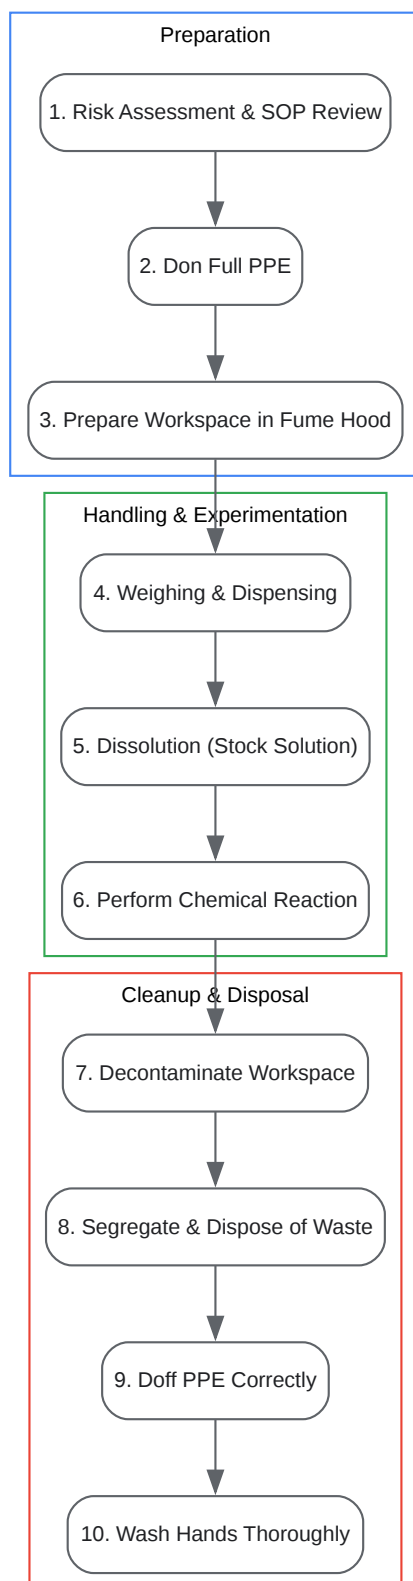 Preparation
1. Risk Assessment & SOP Review
2. Don Full PPE
3. Prepare Workspace in Fume Hood
Handling & Experimentation
4. Weighing & Dispensing
5. Dissolution (Stock Solution)
6. Perform Chemical Reaction
Cleanup & Disposal
7. Decontaminate Workspace
8. Segregate & Dispose of Waste
9. Doff PPE Correctly
10. Wash Hands Thoroughly